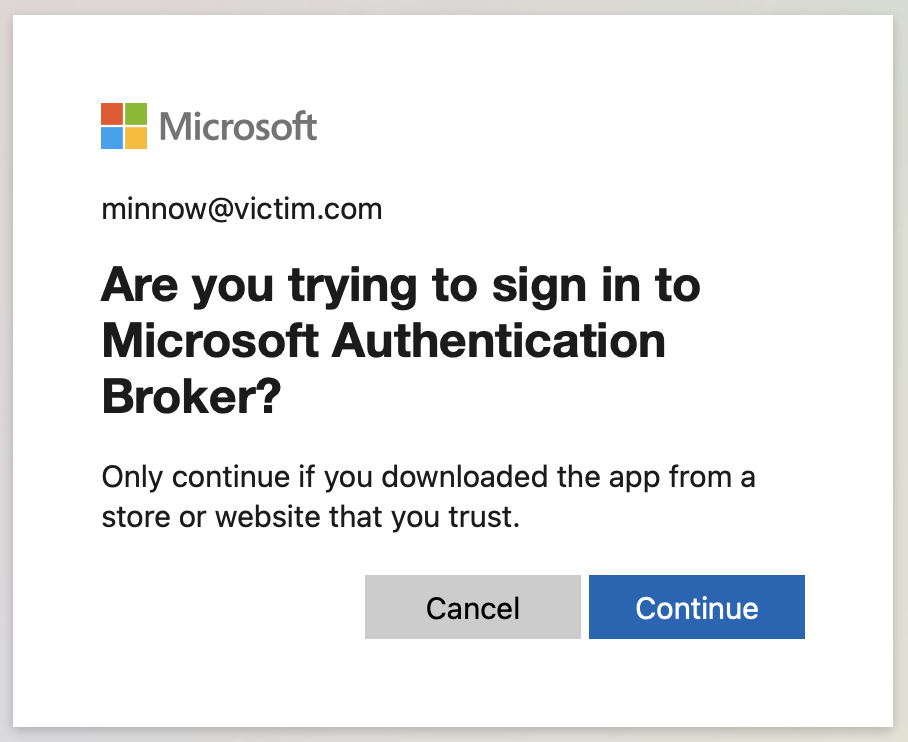 Microsoft
minnow@victim.com
Are you trying to sign in to
Microsoft Authentication
Broker?
Only continue if you downloaded the app from a
store or website that you trust.
Cancel Continue